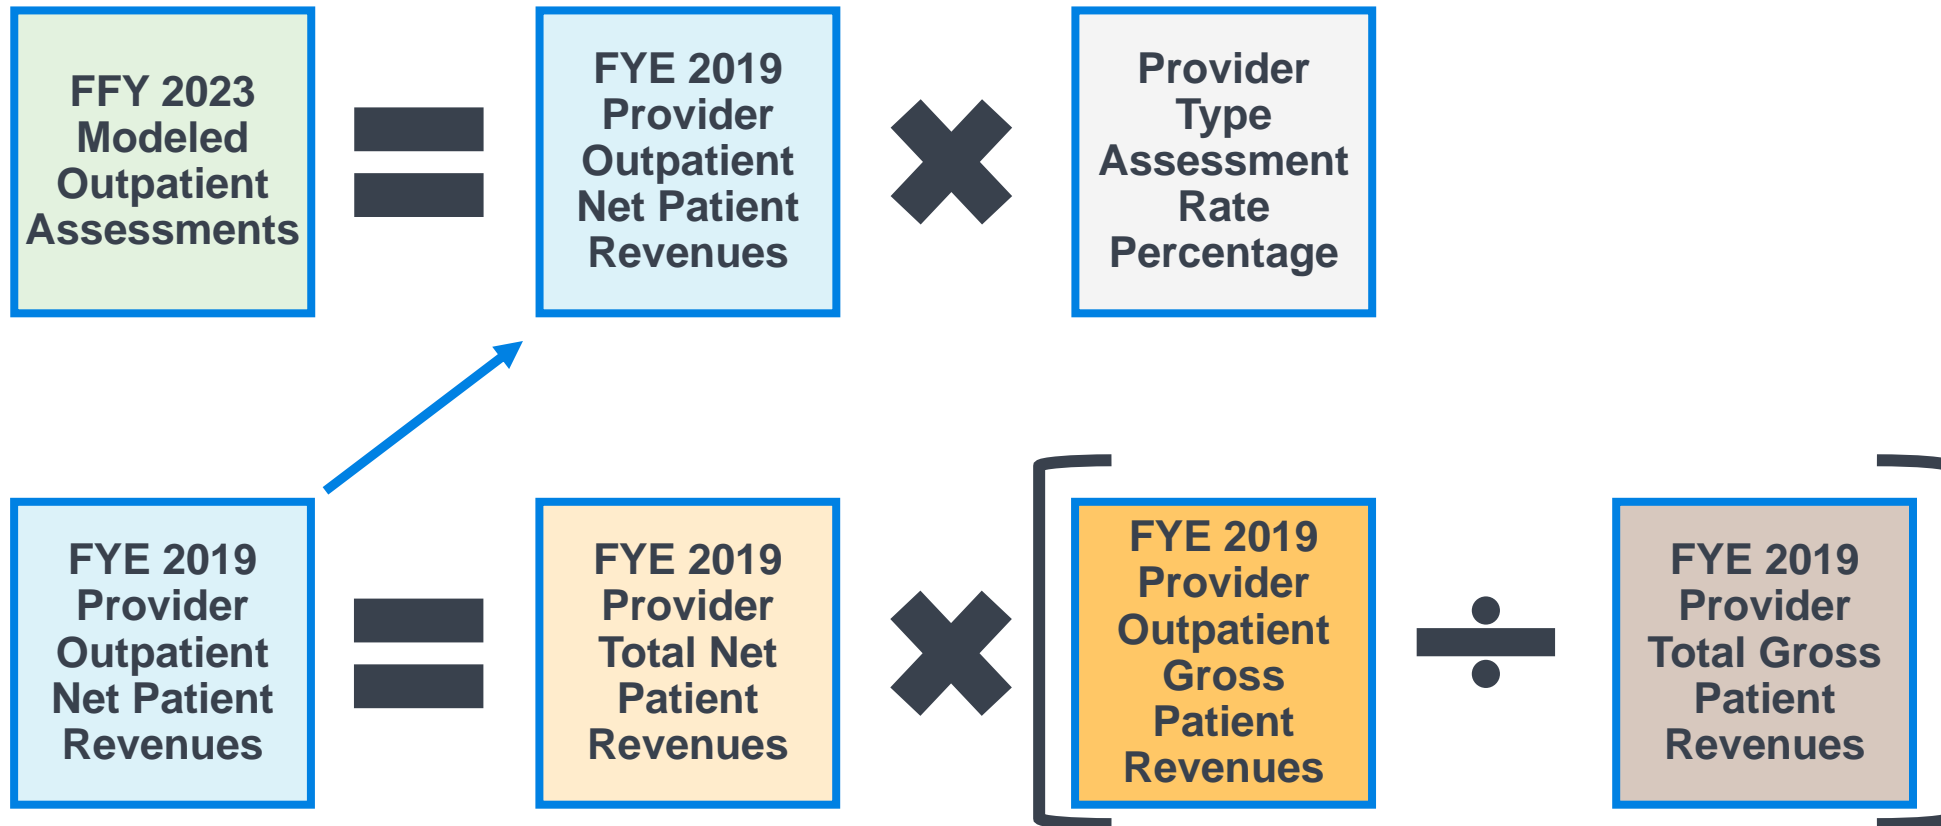 FFY 2023
Modeled
Outpatient
Assessments
FYE 2019
Provider
Outpatient
Net Patient
Revenues
Provider
Type
Assessment
Rate
Percentage
FYE 2019
Provider
Outpatient
Net Patient
Revenues
FYE 2019
Provider
Total Net
Patient
Revenues
FYE 2019
Provider
Outpatient
Gross
Patient
Revenues
FYE 2019
Provider
Total Gross
Patient
Revenues